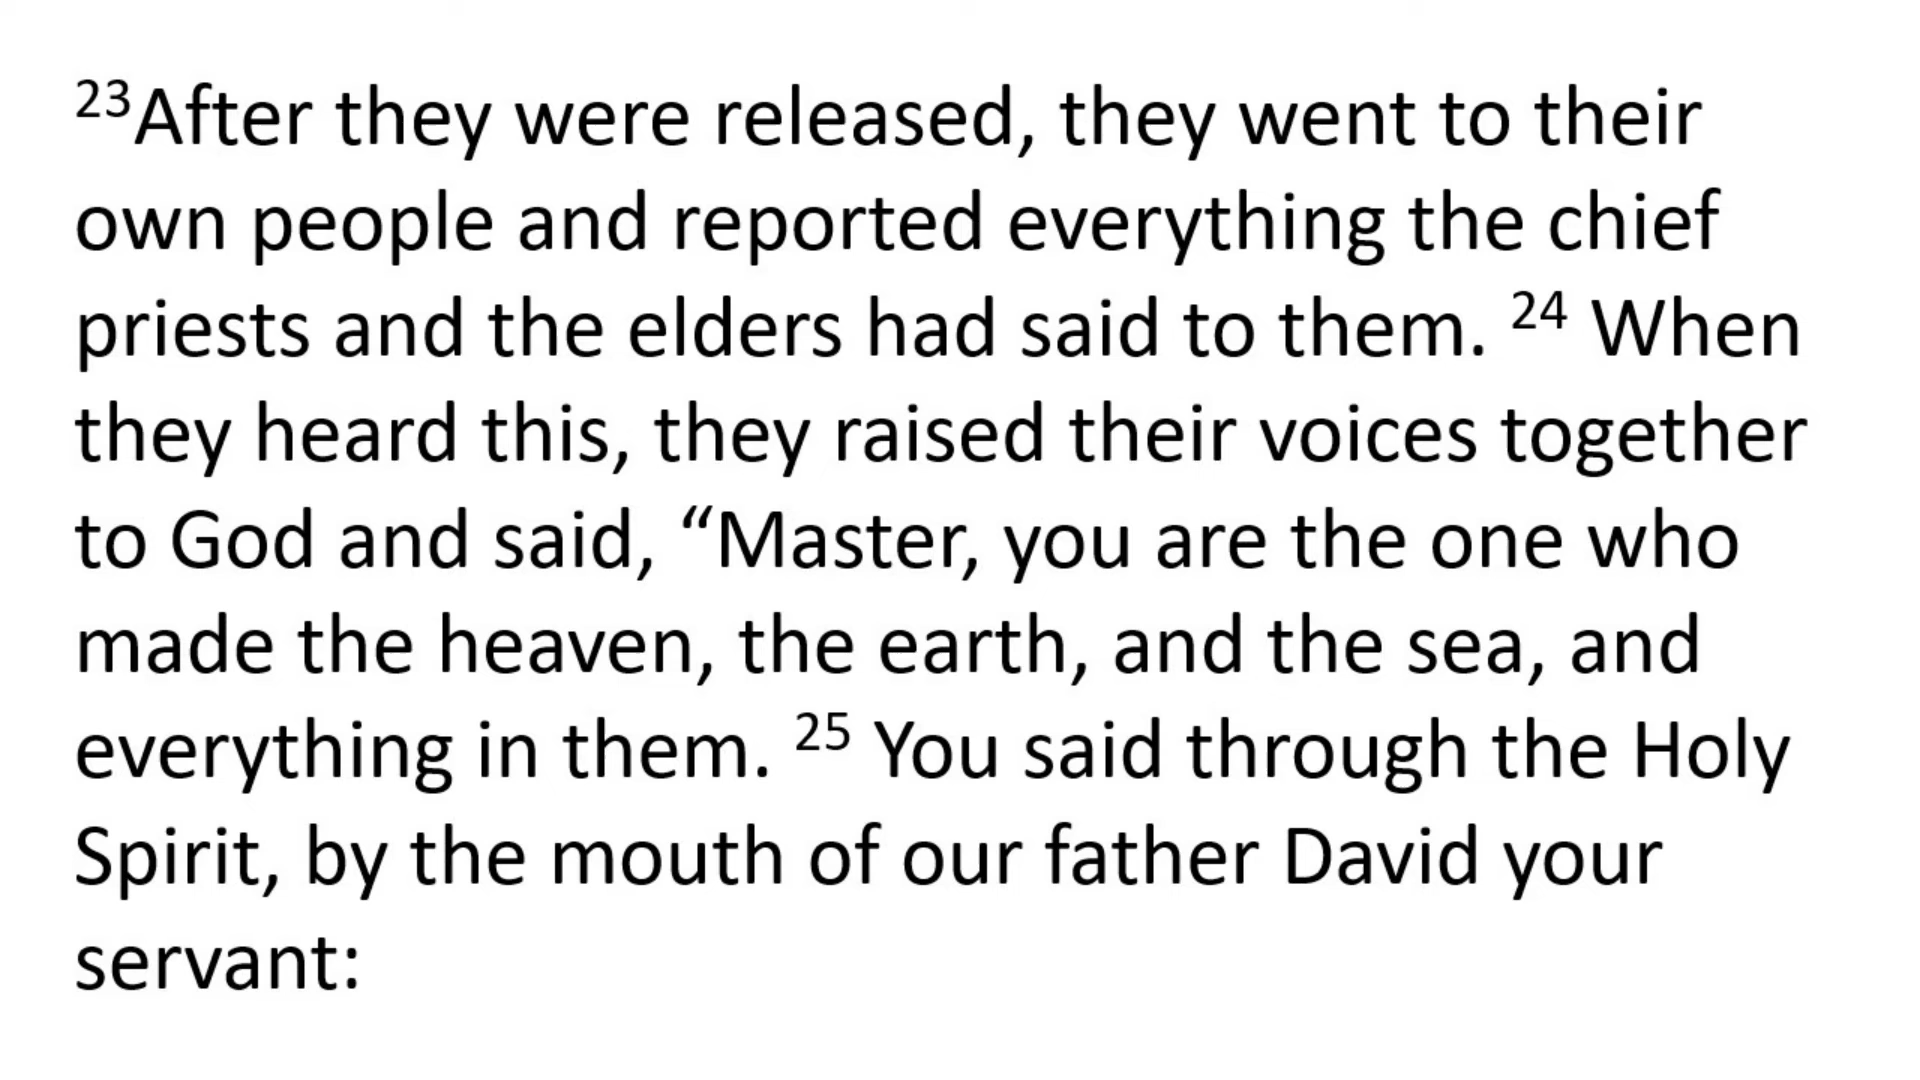 ²³After they were released, they went to their
own people and reported everything the chief
priests and the elders had said to them. ²⁴ When
they heard this, they raised their voices together
to God and said, “Master, you are the one who
made the heaven, the earth, and the sea, and
everything in them. ²⁵ You said through the Holy
Spirit, by the mouth of our father David your
servant: